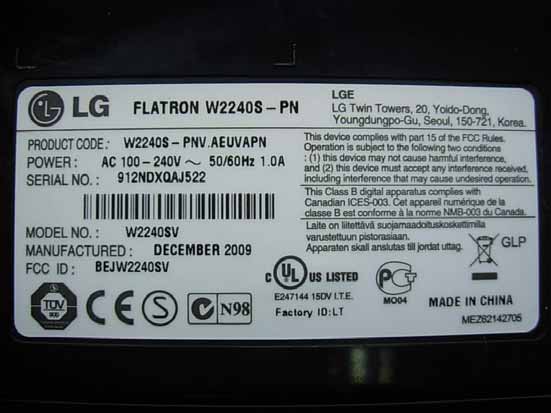 LG FLATRON W2240S-PN
LGE
LG Twin Towers, 20, Yoido-Dong,
Youngdungpo-Gu, Seoul, 150-721, Korea.
PRODUCT CODE : W2240S-PNV.AEUVAPN
POWER : AC 100-240V ~ 50/60Hz 1.0A
SERIAL NO. : 912NDXQAJ522
MODEL NO. : W2240SV
MANUFACTURED : DECEMBER 2009
FCC ID : BEJW2240SV
This device complies with part 15 of the FCC Rules.
Operation is subject to the following two conditions
: (1) this device may not cause harmful interference,
and (2) this device must accept any interference received,
including interference that may cause undesired operation.
This Class B digital apparatus complies with
Canadian ICES-003. Cet appareil numérique de la
classe B est conforme à la norme NMB-003 du Canada.
Laite on liitettävä suojamaadoituskoskettimilla
varustettuun pistorasiaan.
Apparaten skall anslutas till jordat uttag.
GLP
C UL US LISTED
E247144 15DV I.T.E.
Factory ID:LT
PCT
MO04
MADE IN CHINA
MEZ62142705
TÜV
CE S N98